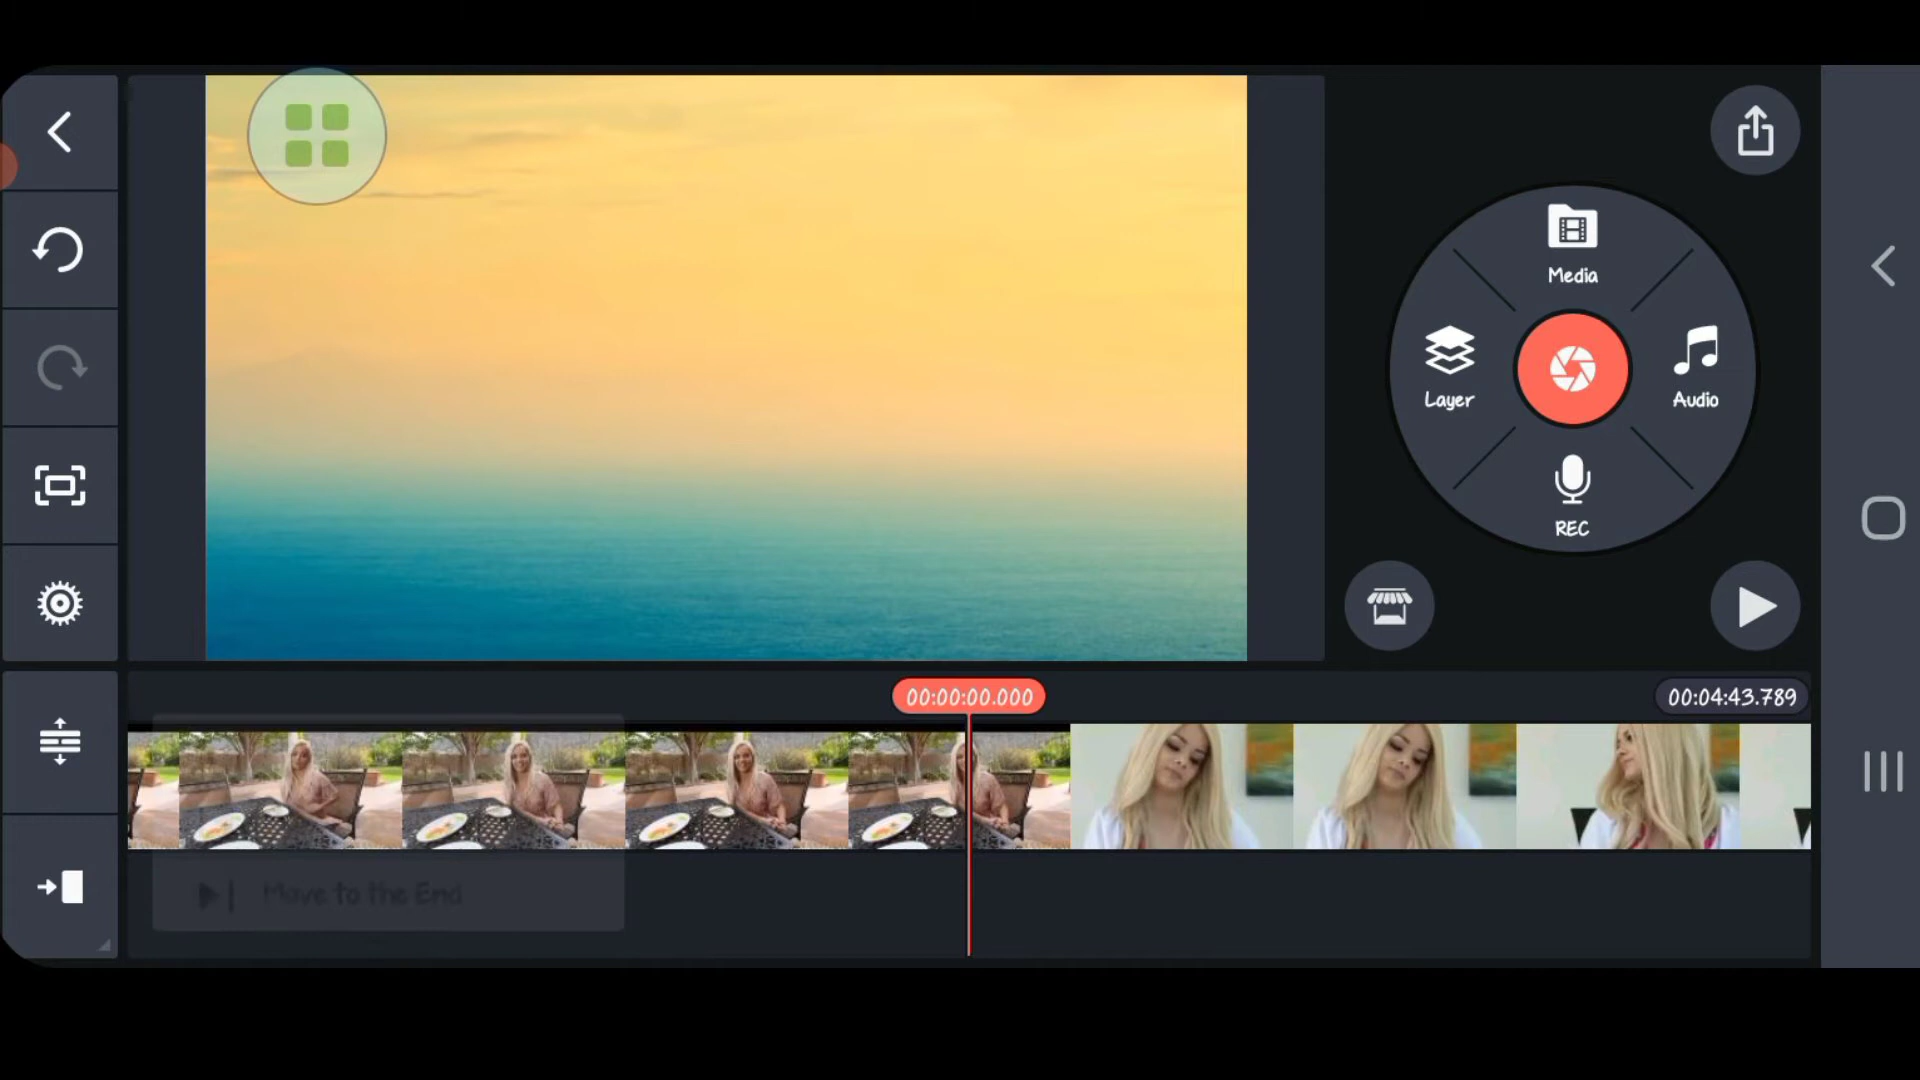 Media
Layer
Audio
REC
00:00:00.000
00:04:43.789
Move to the End